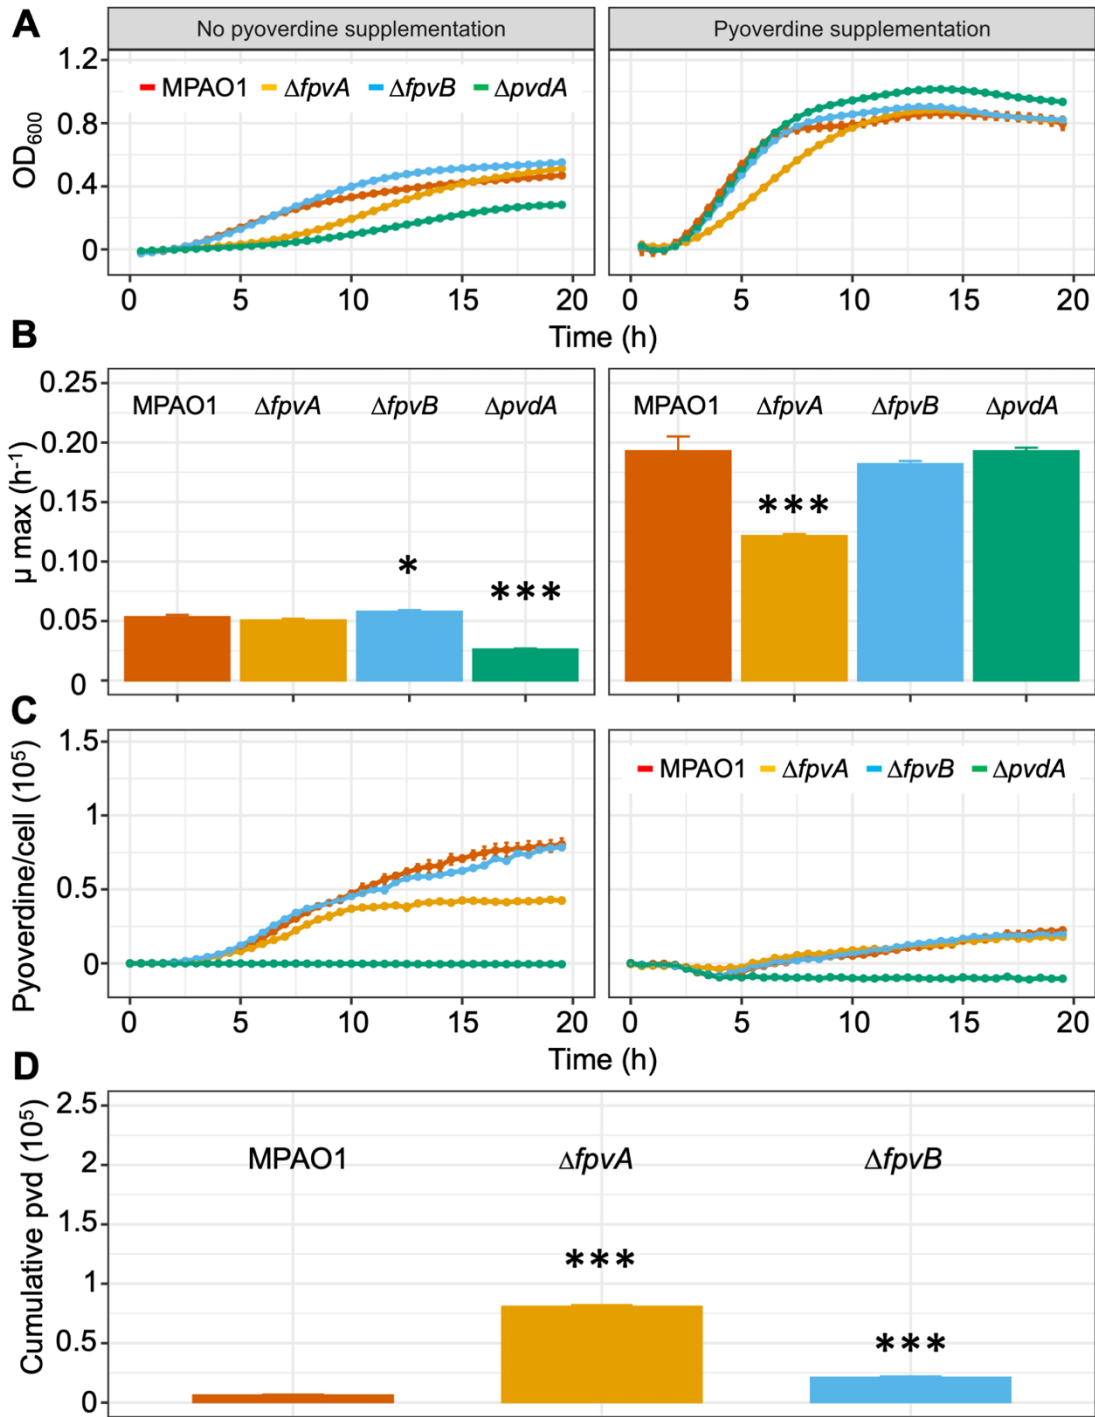 A
No pyoverdine supplementation
Pyoverdine supplementation
OD600
1.2
0.8
0.4
0
MPAO1 ΔfpvA ΔfpvB ΔpvdA
0 5 10 15 20
0 5 10 15 20
Time (h)
B
μ max (h-1)
0.25
0.20
0.15
0.10
0.05
0
MPAO1 ΔfpvA ΔfpvB ΔpvdA
*
***
MPAO1 ΔfpvA ΔfpvB ΔpvdA
***
C
Pyoverdine/cell (10⁵)
1.5
1
0.5
0
MPAO1 ΔfpvA ΔfpvB ΔpvdA
0 5 10 15 20
0 5 10 15 20
Time (h)
D
Cumulative pvd (10⁵)
2.5
2
1.5
1
0.5
0
MPAO1 ΔfpvA ΔfpvB
***
***